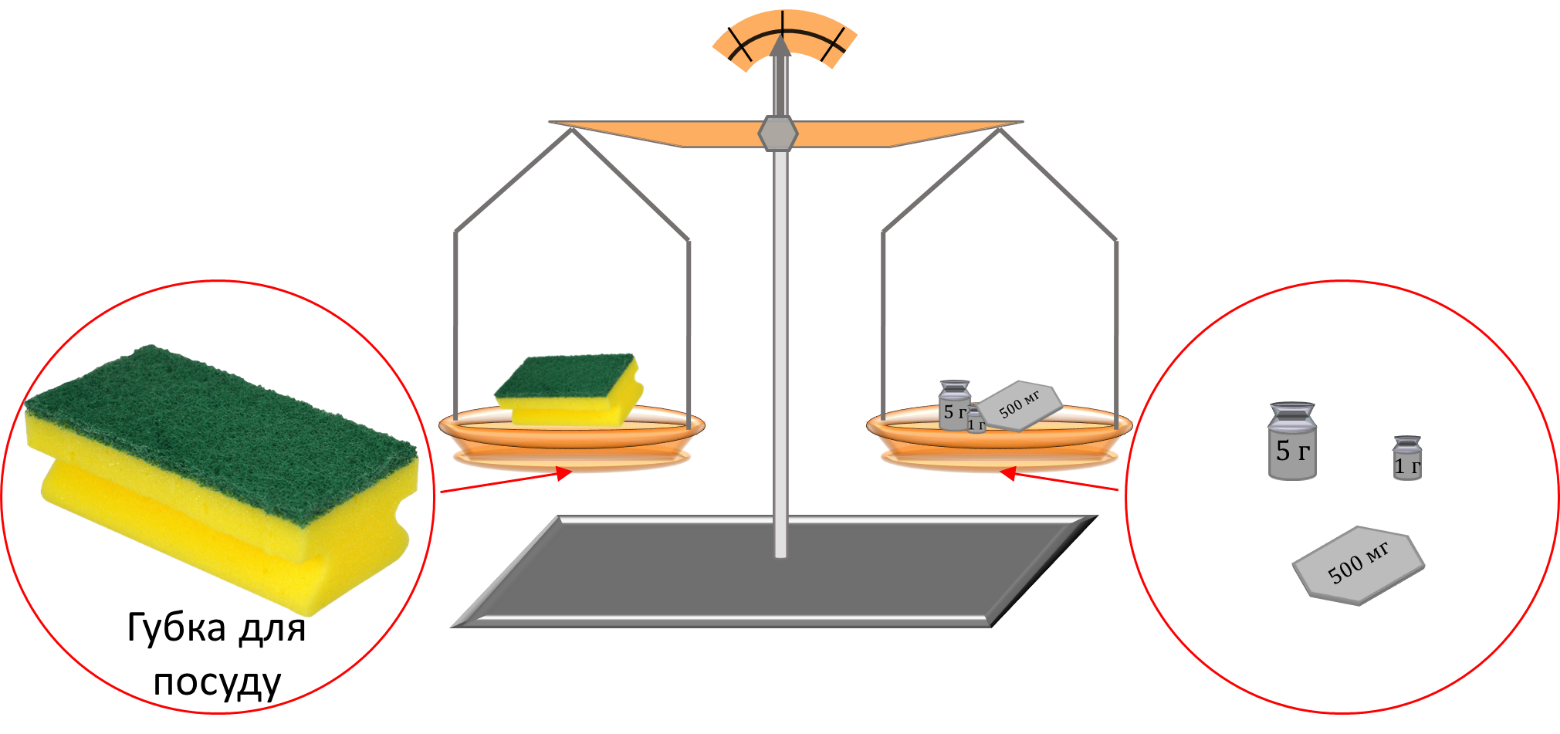 5 г
1 г
500 мг
5 г
1 г
500 мг
Губка для
посуду